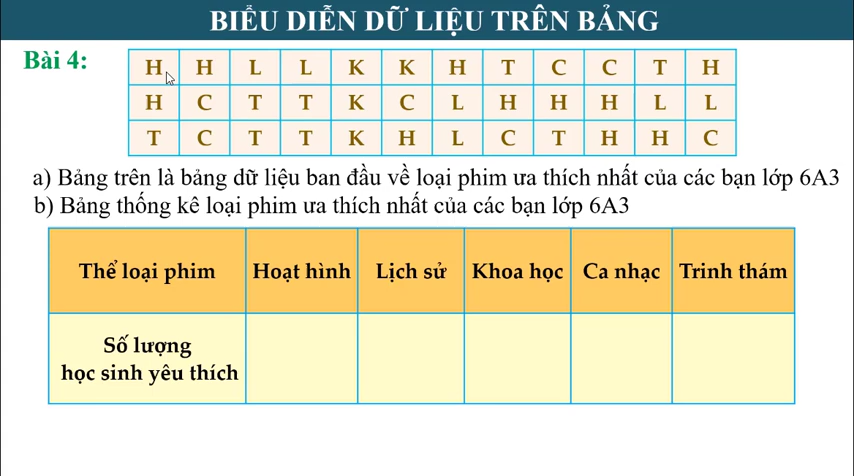 BIỂU DIỄN DỮ LIỆU TRÊN BẢNG
Bài 4:
H H L L K K H T C C T H
H C T T K C L H H H L L
T C T T K H L C T H H C
a) Bảng trên là bảng dữ liệu ban đầu về loại phim ưa thích nhất của các bạn lớp 6A3
b) Bảng thống kê loại phim ưa thích nhất của các bạn lớp 6A3
Thể loại phim Hoạt hình Lịch sử Khoa học Ca nhạc Trinh thám
Số lượng
học sinh yêu thích